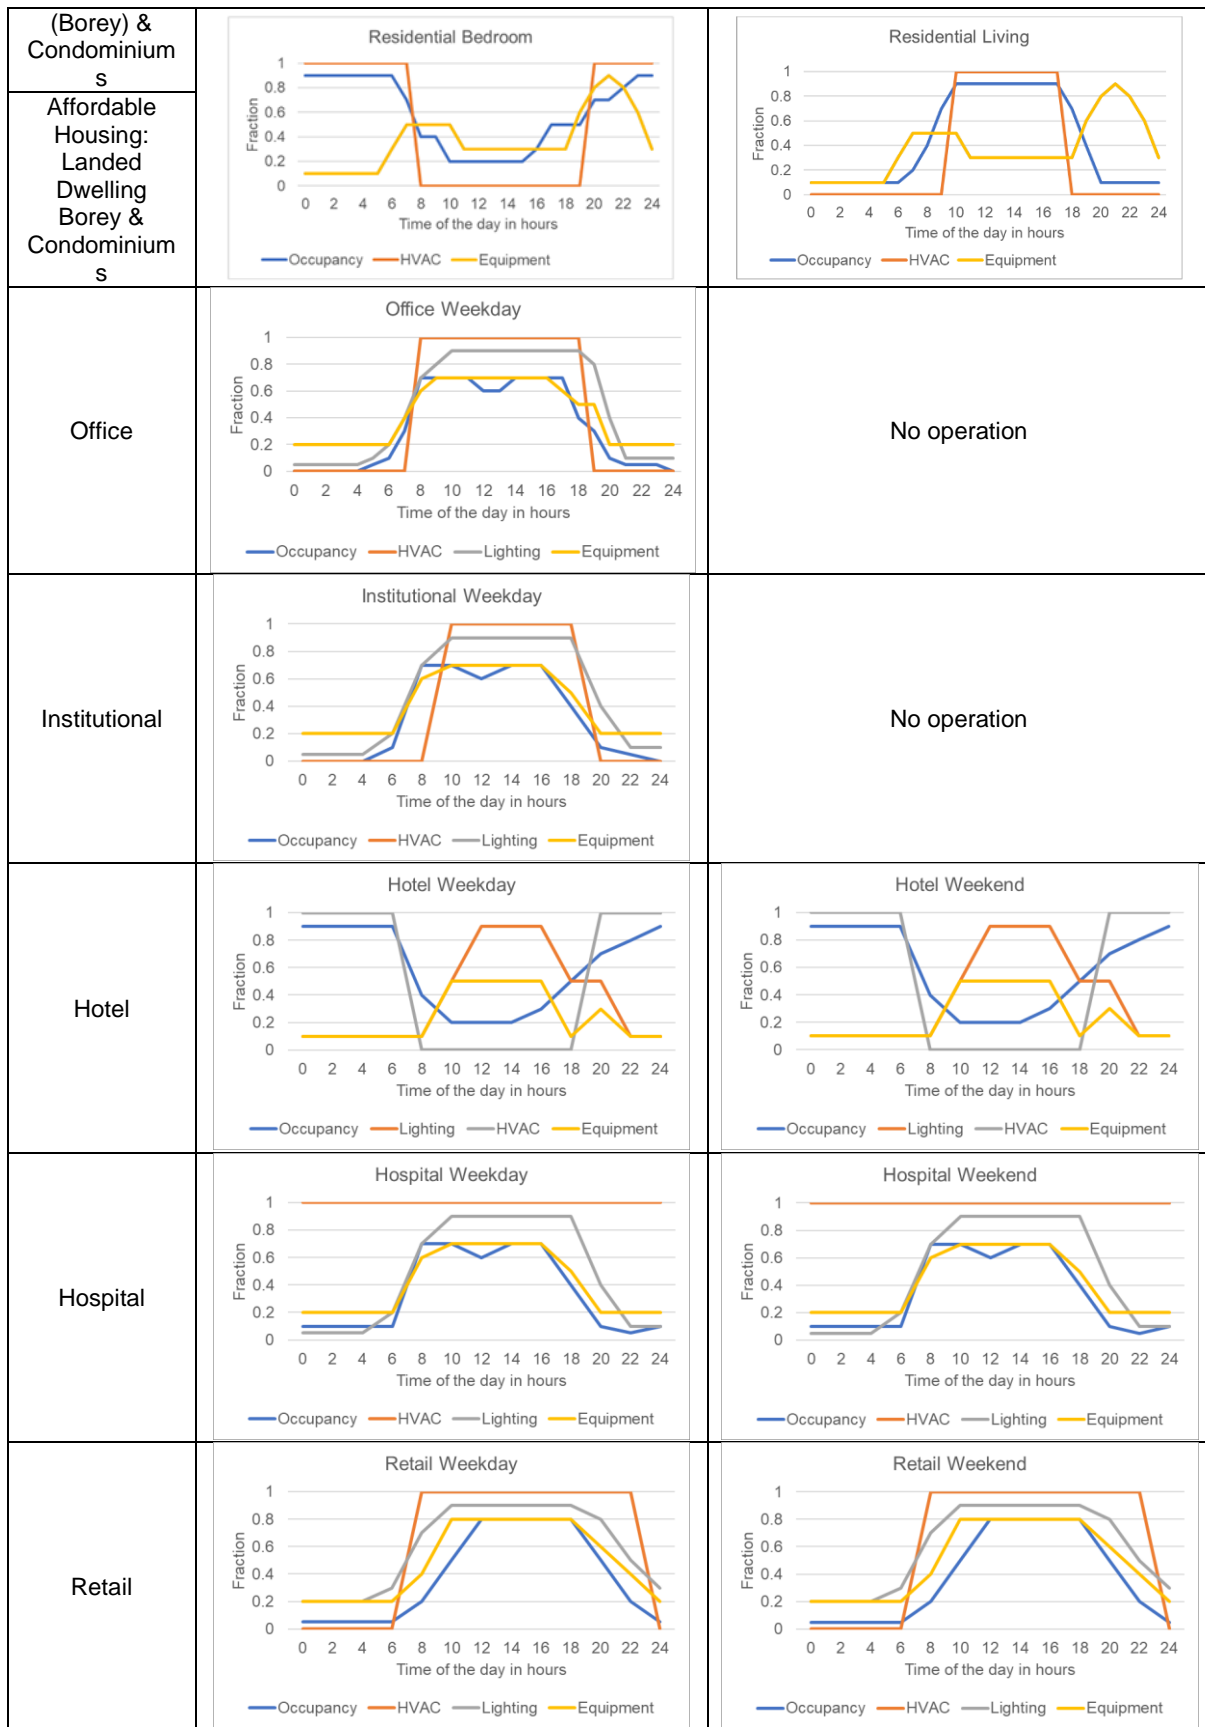 (Borey) &
Condominium
s
Affordable
Housing:
Landed
Dwelling
Borey &
Condominium
s
Residential Bedroom
1
0.8
0.6
0.4
0.2
0
Fraction
0 2 4 6 8 10 12 14 16 18 20 22 24
Time of the day in hours
Occupancy HVAC Equipment
Residential Living
1
0.8
0.6
0.4
0.2
0
Fraction
0 2 4 6 8 10 12 14 16 18 20 22 24
Time of the day in hours
Occupancy HVAC Equipment
Office
Office Weekday
1
0.8
0.6
0.4
0.2
0
Fraction
0 2 4 6 8 10 12 14 16 18 20 22 24
Time of the day in hours
Occupancy HVAC Lighting Equipment
No operation
Institutional
Institutional Weekday
1
0.8
0.6
0.4
0.2
0
Fraction
0 2 4 6 8 10 12 14 16 18 20 22 24
Time of the day in hours
Occupancy HVAC Lighting Equipment
No operation
Hotel
Hotel Weekday
1
0.8
0.6
0.4
0.2
0
Fraction
0 2 4 6 8 10 12 14 16 18 20 22 24
Time of the day in hours
Occupancy Lighting HVAC Equipment
Hotel Weekend
1
0.8
0.6
0.4
0.2
0
Fraction
0 2 4 6 8 10 12 14 16 18 20 22 24
Time of the day in hours
Occupancy Lighting HVAC Equipment
Hospital
Hospital Weekday
1
0.8
0.6
0.4
0.2
0
Fraction
0 2 4 6 8 10 12 14 16 18 20 22 24
Time of the day in hours
Occupancy HVAC Lighting Equipment
Hospital Weekend
1
0.8
0.6
0.4
0.2
0
Fraction
0 2 4 6 8 10 12 14 16 18 20 22 24
Time of the day in hours
Occupancy HVAC Lighting Equipment
Retail
Retail Weekday
1
0.8
0.6
0.4
0.2
0
Fraction
0 2 4 6 8 10 12 14 16 18 20 22 24
Time of the day in hours
Occupancy HVAC Lighting Equipment
Retail Weekend
1
0.8
0.6
0.4
0.2
0
Fraction
0 2 4 6 8 10 12 14 16 18 20 22 24
Time of the day in hours
Occupancy HVAC Lighting Equipment